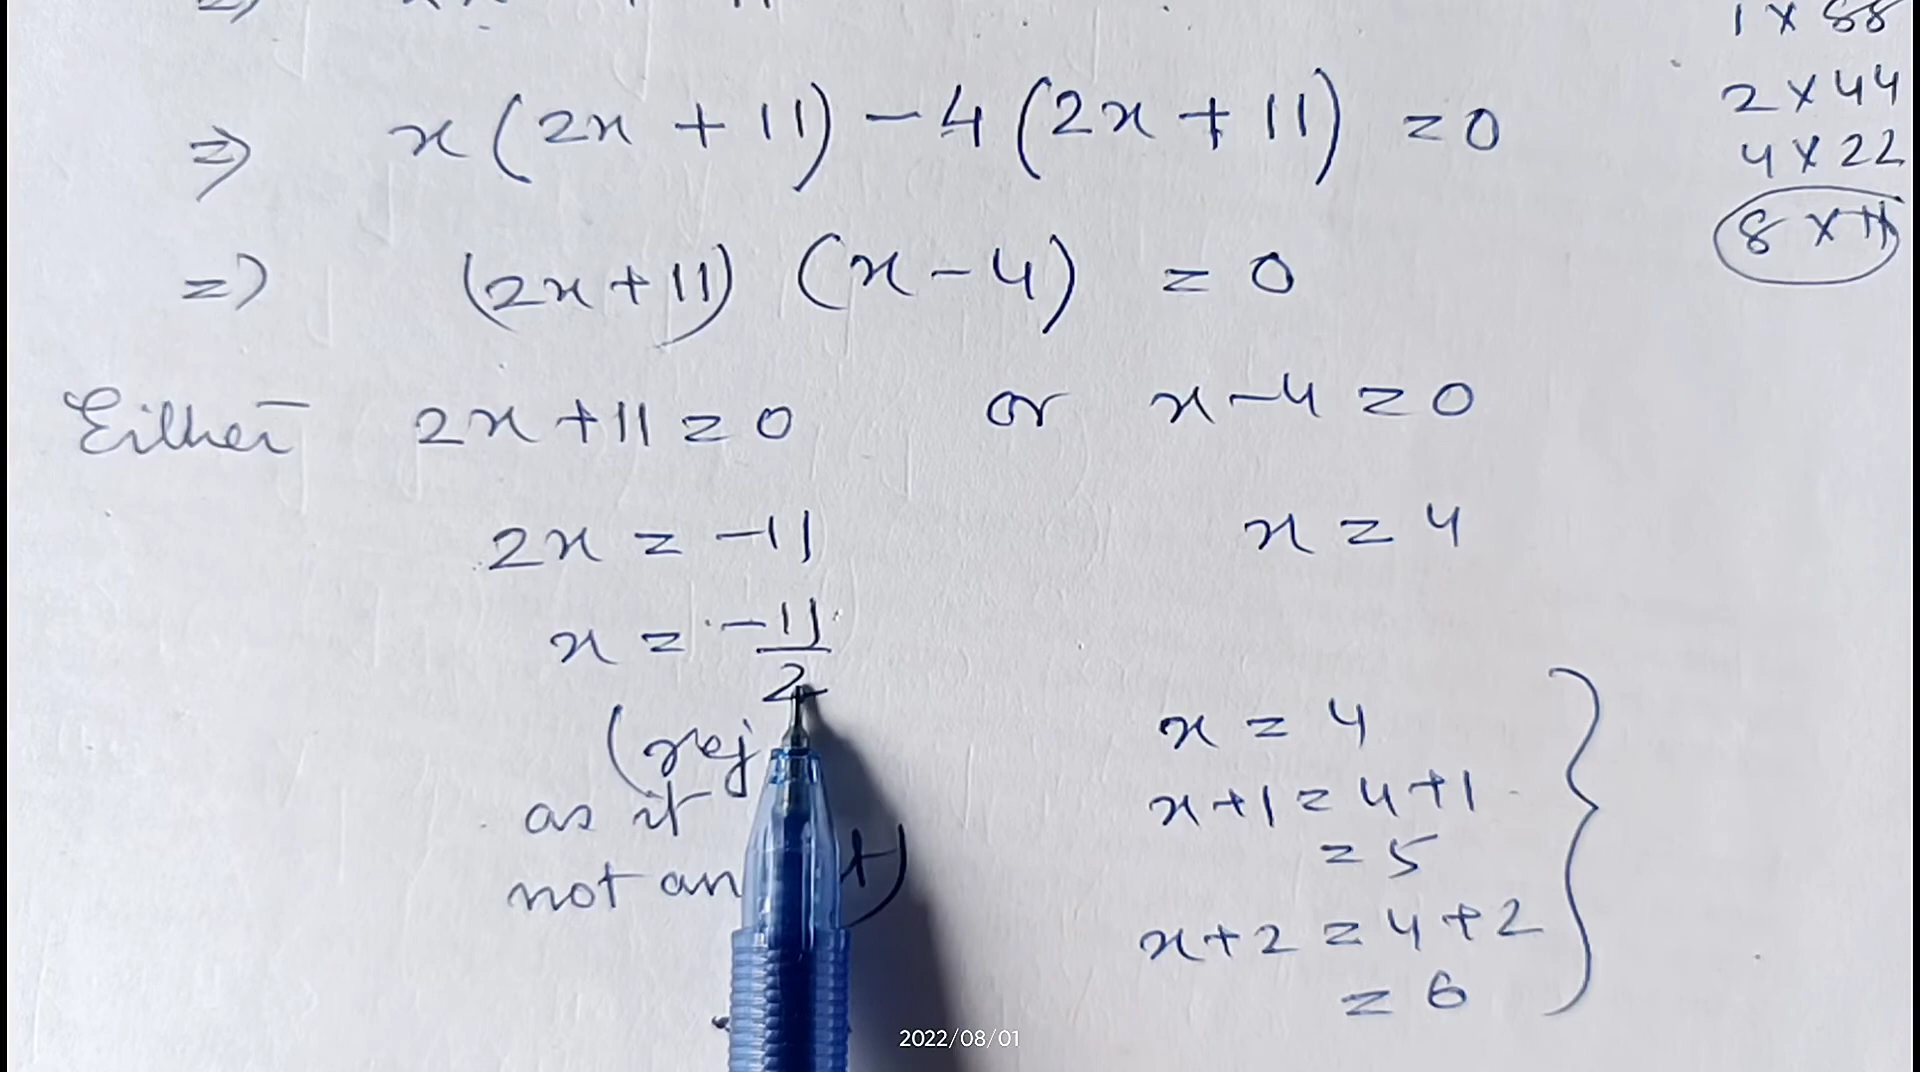 ⇒ x(2x+11)-4(2x+11) = 0
⇒ (2x+11) (x-4) = 0
Either 2x+11=0 or x-4=0
2x = -11
x = 4
x = -11/2
(rej
as it
not an
x = 4
x+1 = 4+1
= 5
x+2 = 4+2
= 6
1 x 88
2 x 44
4 x 22
8 x 11
2022/08/01